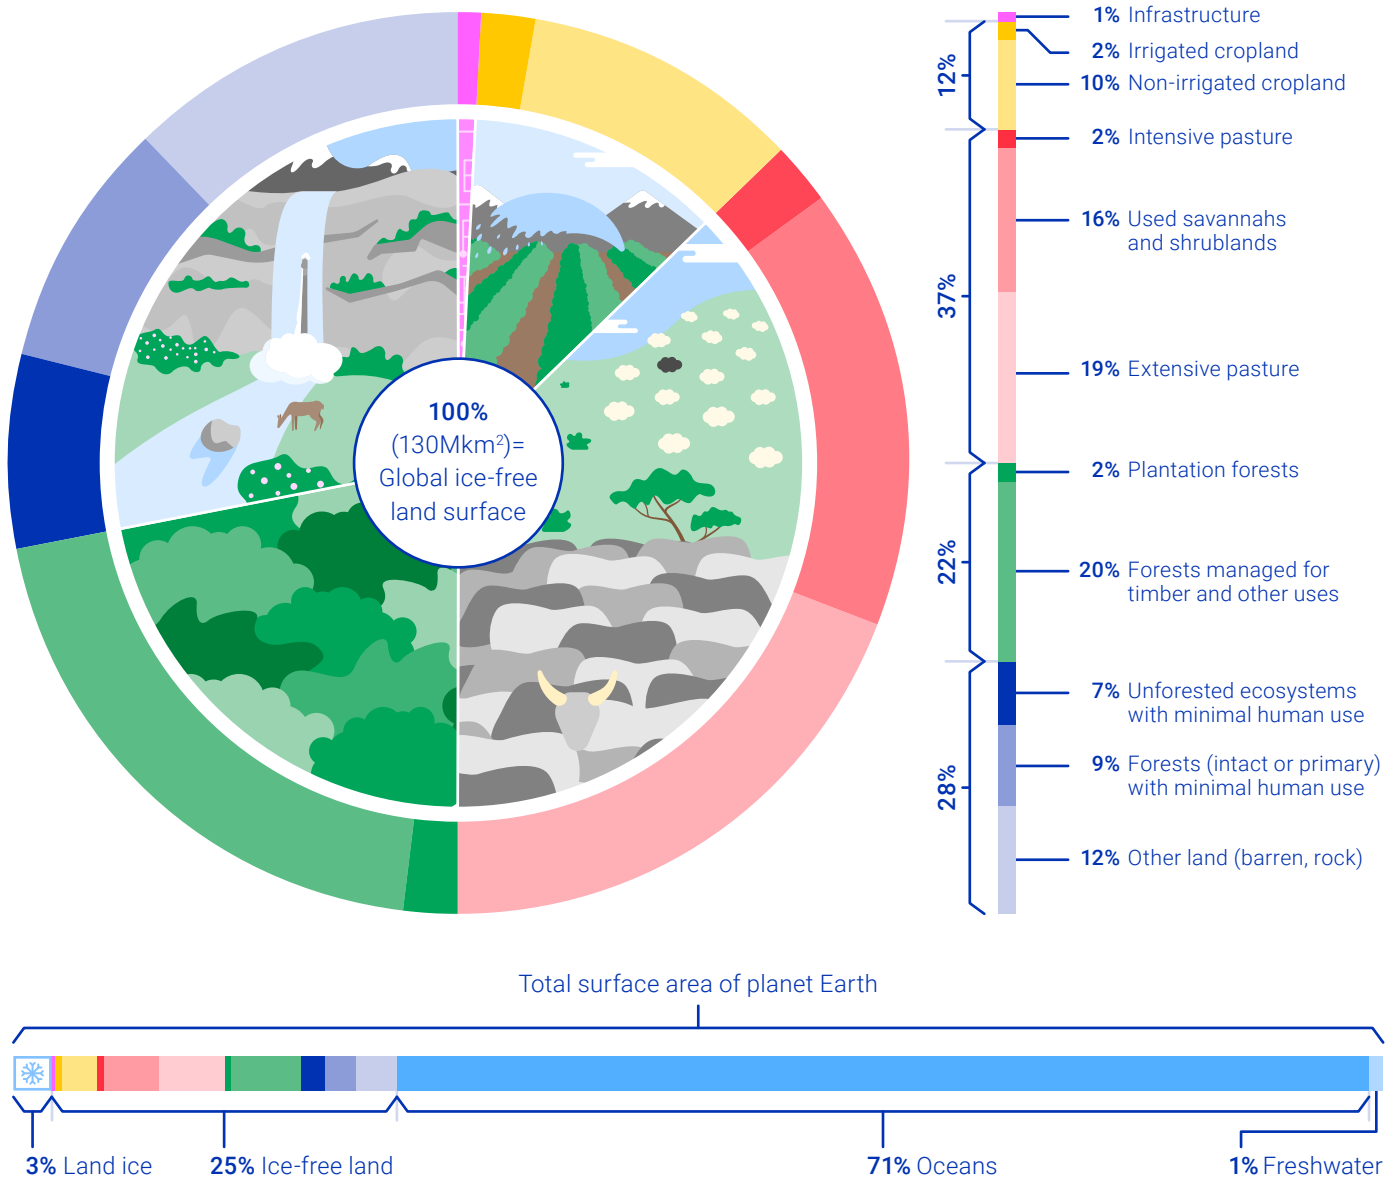 100%
(130Mkm²)=
Global ice-free
land surface
12%
1% Infrastructure
2% Irrigated cropland
10% Non-irrigated cropland
37%
2% Intensive pasture
16% Used savannahs
and shrublands
19% Extensive pasture
22%
2% Plantation forests
20% Forests managed for
timber and other uses
28%
7% Unforested ecosystems
with minimal human use
9% Forests (intact or primary)
with minimal human use
12% Other land (barren, rock)
Total surface area of planet Earth
3% Land ice
25% Ice-free land
71% Oceans
1% Freshwater